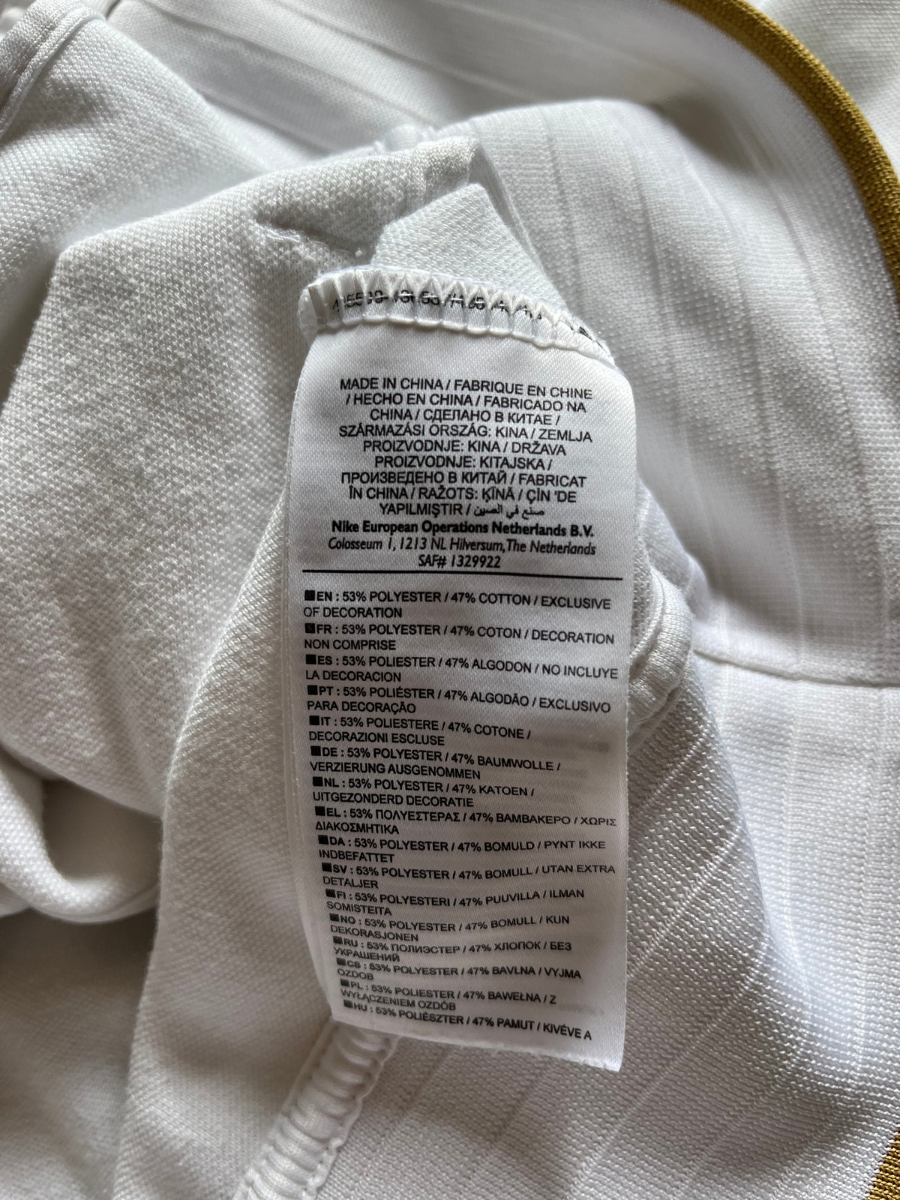 MADE IN CHINA / FABRIQUE EN CHINE
/ HECHO EN CHINA / FABRICADO NA
CHINA / СДЕЛАНО В КИТАЕ /
SZÁRMAZÁSI ORSZÁG: KINA / ZEMLJA
PROIZVODNJE: KINA / DRŽAVA
PROIZVODNJE: KITAJSKA /
ПРОИЗВЕДЕНО В КИТАЙ / FABRICAT
ÎN CHINA / RAŽOTS: ĶĪNĀ / ÇİN 'DE
YAPILMIŞTIR / صنع في الصين
Nike European Operations Netherlands B.V.
Colosseum 1, 1213 NL Hilversum, The Netherlands
SAF# 1329922
EN : 53% POLYESTER / 47% COTTON / EXCLUSIVE
OF DECORATION
FR : 53% POLYESTER / 47% COTON / DECORATION
NON COMPRISE
ES : 53% POLIESTER / 47% ALGODON / NO INCLUYE
LA DECORACION
PT : 53% POLIÉSTER / 47% ALGODÃO / EXCLUSIVO
PARA DECORAÇÃO
IT : 53% POLIESTERE / 47% COTONE /
DECORAZIONI ESCLUSE
DE : 53% POLYESTER / 47% BAUMWOLLE /
VERZIERUNG AUSGENOMMEN
NL : 53% POLYESTER / 47% KATOEN /
UITGEZONDERD DECORATIE
EL : 53% ΠΟΛΥΕΣΤΕΡΑΣ / 47% ΒΑΜΒΑΚΕΡΟ / ΧΩΡΙΣ
ΔΙΑΚΟΣΜΗΤΙΚΑ
DA : 53% POLYESTER / 47% BOMULD / PYNT IKKE
INDBEFATTET
SV : 53% POLYESTER / 47% BOMULL / UTAN EXTRA
DETALJER
FI : 53% POLYESTERI / 47% PUUVILLA / ILMAN
SOMISTEITA
NO : 53% POLYESTER / 47% BOMULL / KUN
DEKORASJONEN
RU : 53% ПОЛИЭСТЕР / 47% ХЛОПОК / БЕЗ
УКРАШЕНИЙ
CS : 53% POLYESTER / 47% BAVLNA / VYJMA
OZDOB
PL : 53% POLIESTER / 47% BAWEŁNA / Z
WYŁĄCZENIEM OZDÓB
HU : 53% POLIÉSZTER / 47% PAMUT / KIVÉVE A